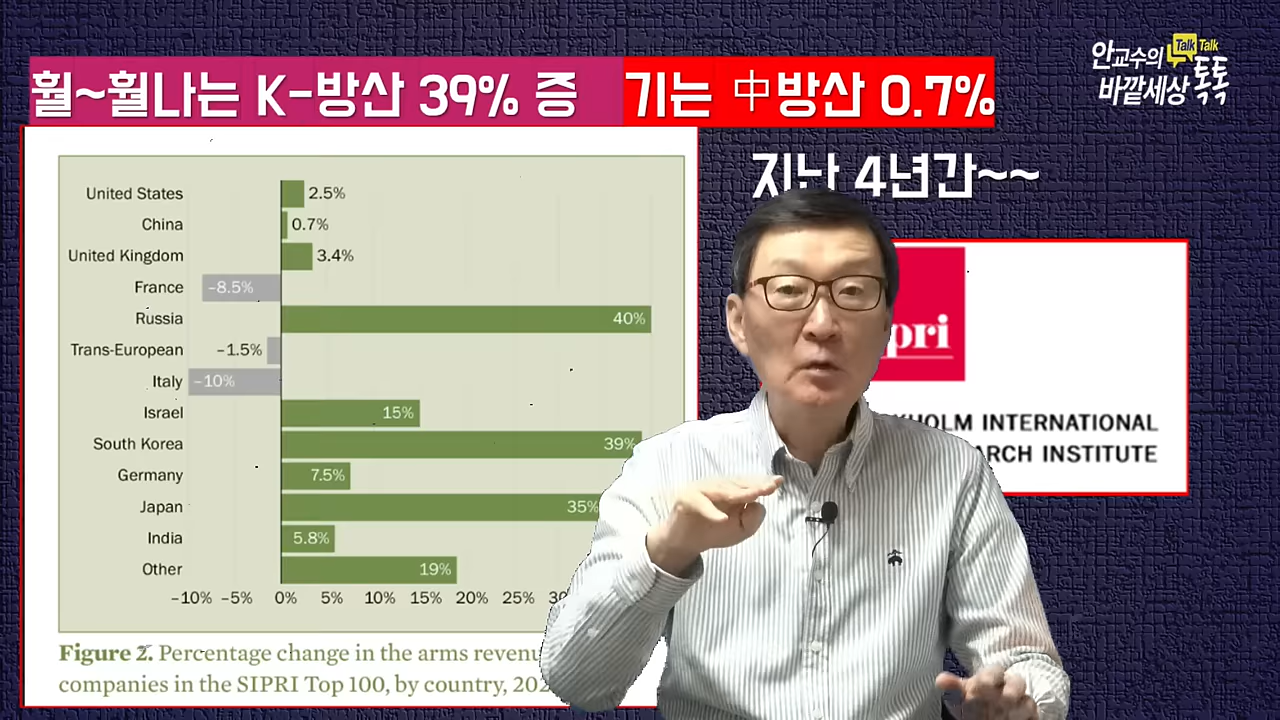 훨~훨나는 K-방산 39% 증 기는 中방산 0.7%
안교수의 Talk Talk
바깥세상 톡톡
지난 4년간~~
United States 2.5%
China 0.7%
United Kingdom 3.4%
France –8.5%
Russia 40%
Trans-European –1.5%
Italy –10%
Israel 15%
South Korea 39%
Germany 7.5%
Japan 35%
India 5.8%
Other 19%
–10% –5% 0% 5% 10% 15% 20% 25%
Figure 2. Percentage change in the arms
companies in the SIPRI Top 100, by country,
pri
INTERNATIONAL
INSTITUTE